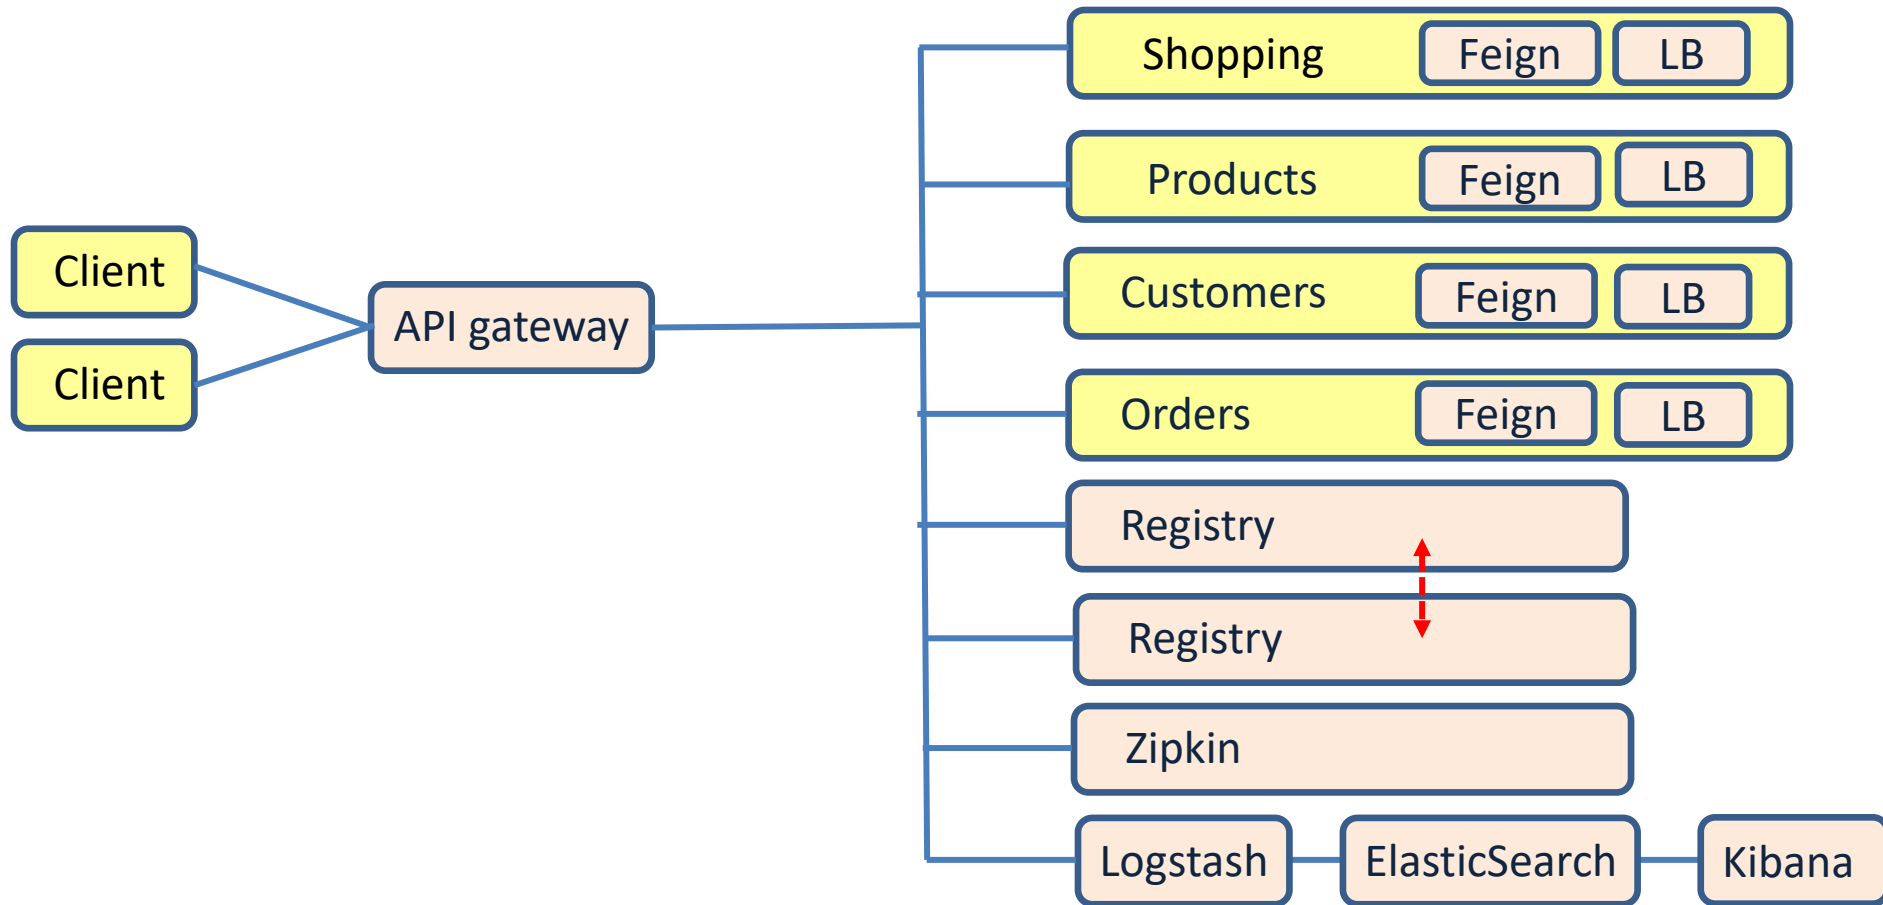 Client
Client
API gateway
Shopping Feign LB
Products Feign LB
Customers Feign LB
Orders Feign LB
Registry
Registry
Zipkin
Logstash ElasticSearch Kibana